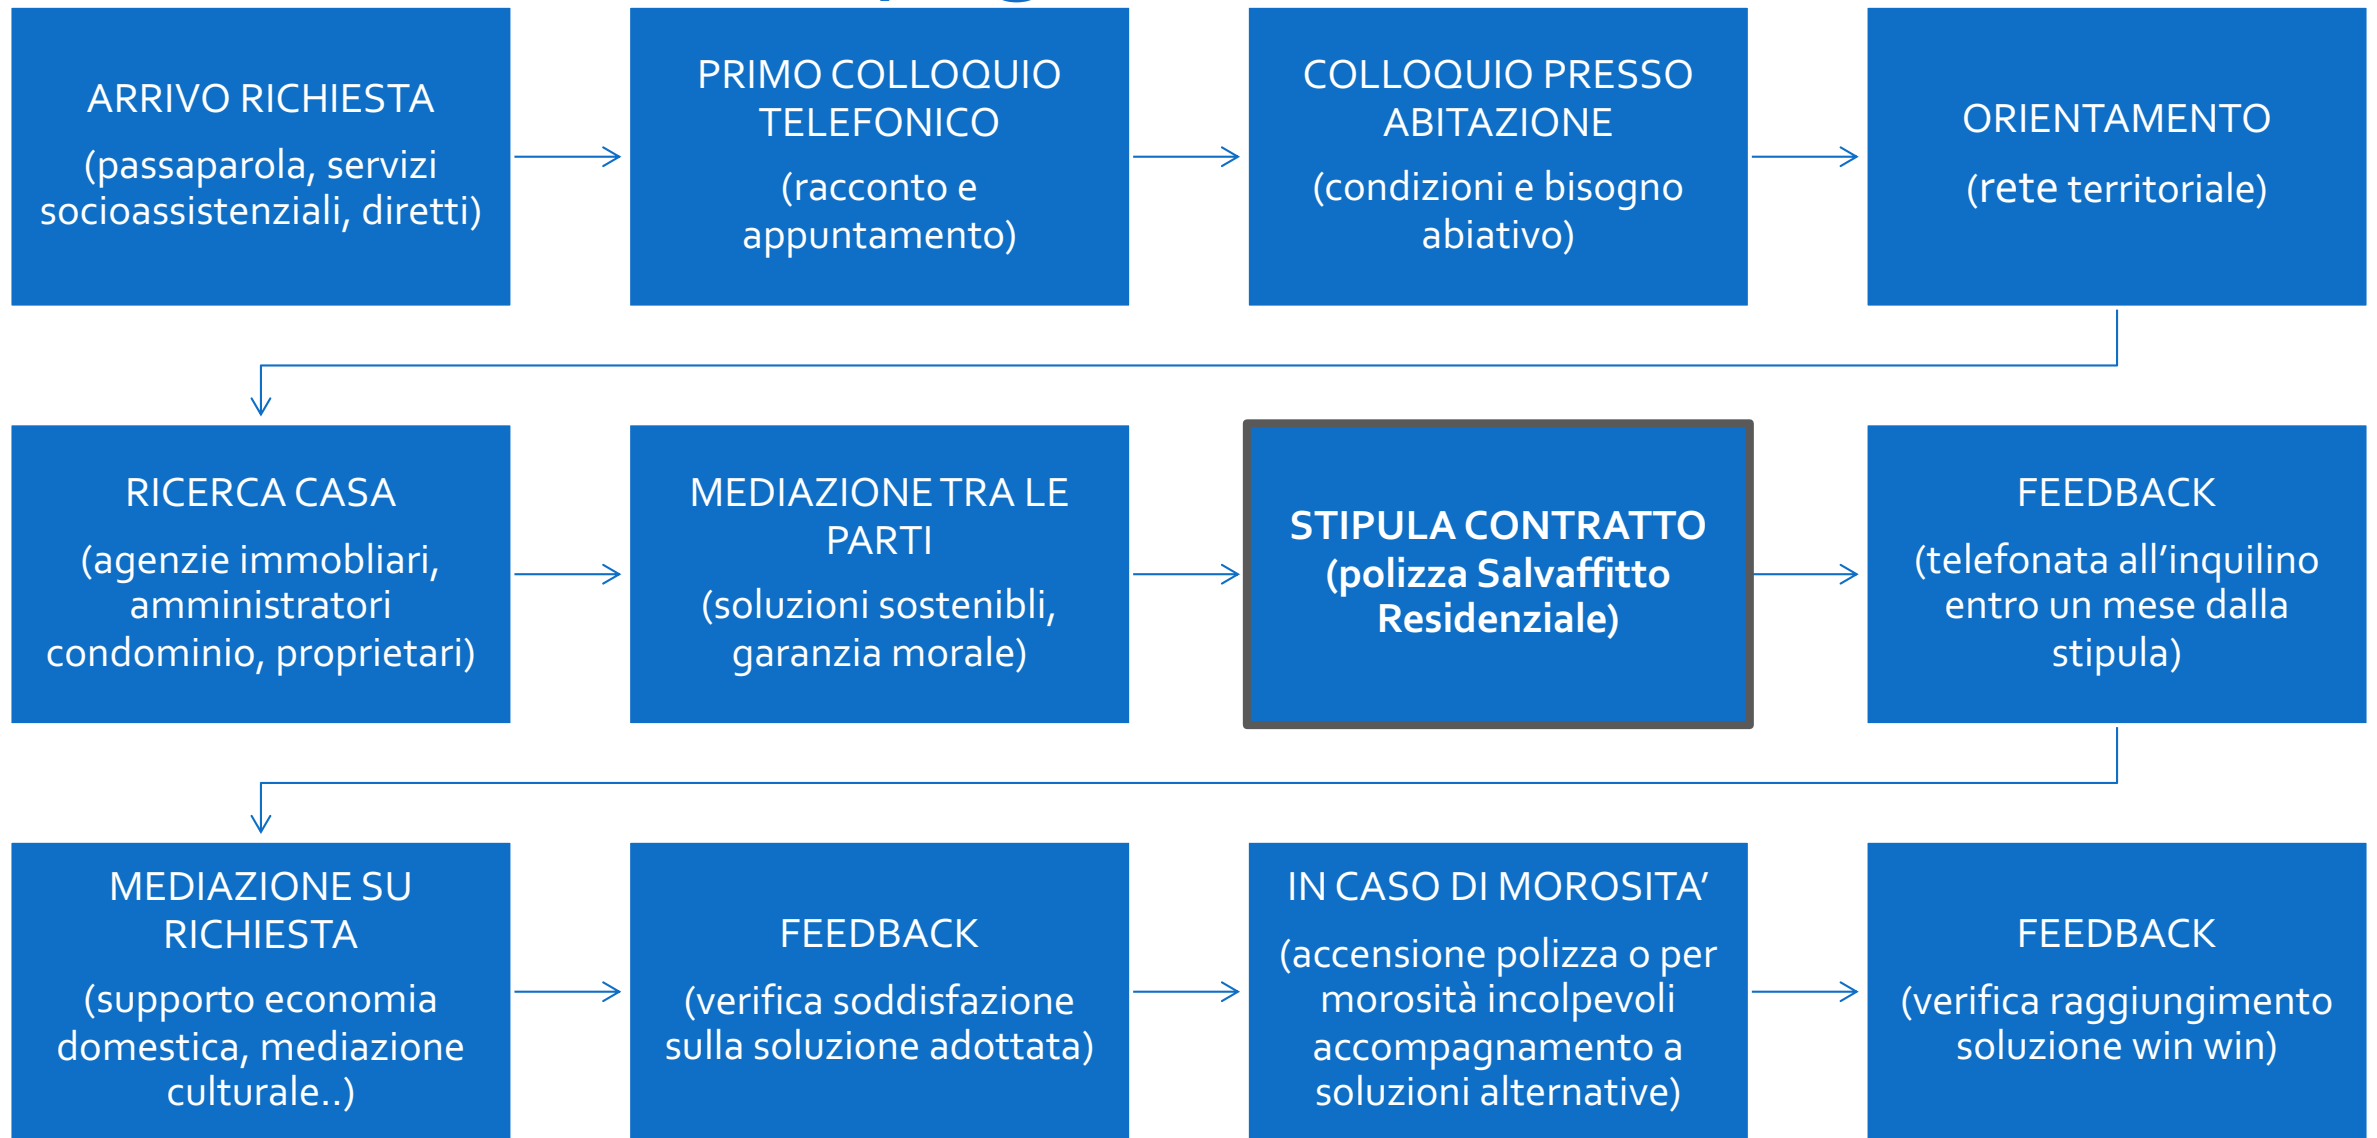 ARRIVO RICHIESTA
(passaparola, servizi
socioassistenziali, diretti)
PRIMO COLLOQUIO
TELEFONICO
(racconto e
appuntamento)
COLLOQUIO PRESSO
ABITAZIONE
(condizioni e bisogno
abiativo)
ORIENTAMENTO
(rete territoriale)
RICERCA CASA
(agenzie immobliari,
amministratori
condominio, proprietari)
MEDIAZIONE TRA LE
PARTI
(soluzioni sostenibli,
garanzia morale)
STIPULA CONTRATTO
(polizza Salvaffitto
Residenziale)
FEEDBACK
(telefonata all’inquilino
entro un mese dalla
stipula)
MEDIAZIONE SU
RICHIESTA
(supporto economia
domestica, mediazione
culturale..)
FEEDBACK
(verifica soddisfazione
sulla soluzione adottata)
IN CASO DI MOROSITA’
(accensione polizza o per
morosità incolpevoli
accompagnamento a
soluzioni alternative)
FEEDBACK
(verifica raggiungimento
soluzione win win)